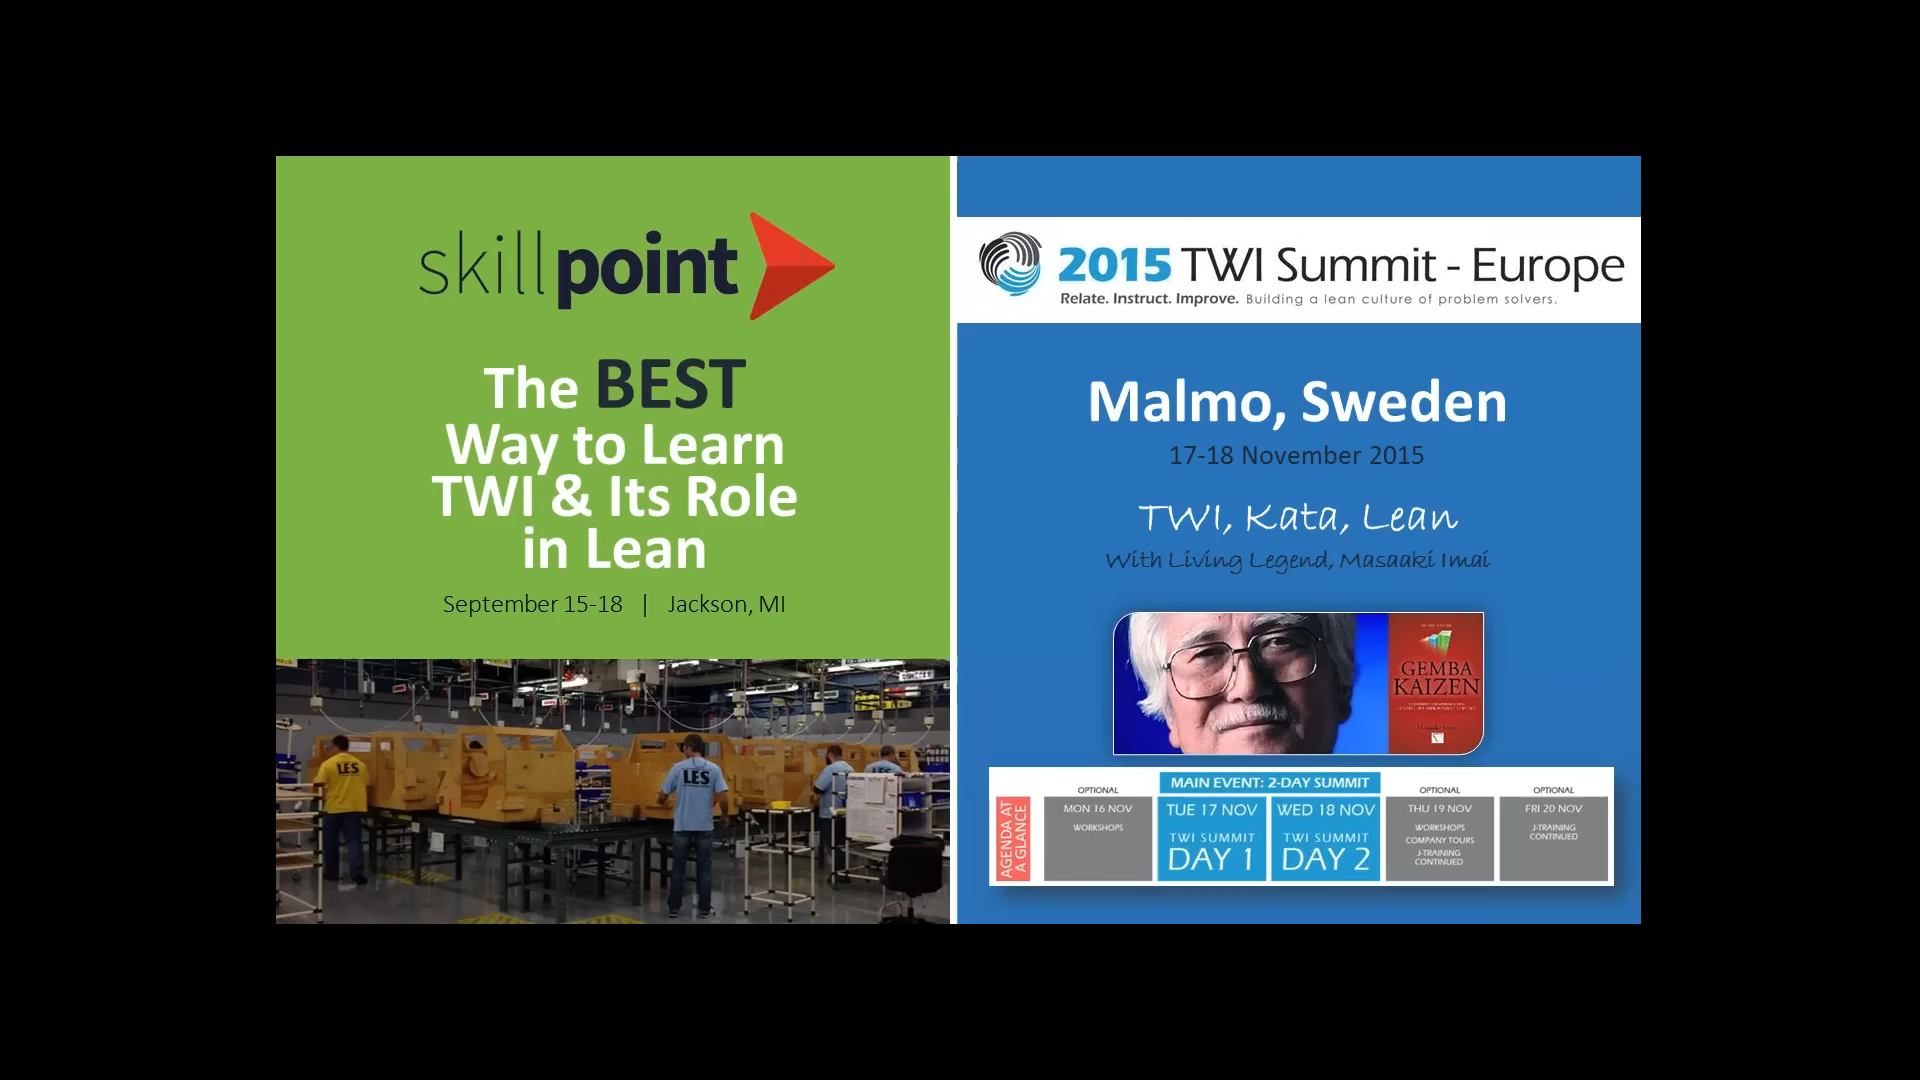 skillpoint
The BEST
Way to Learn
TWI & Its Role
in Lean
September 15-18 | Jackson, MI
LES
LES
LES
2015 TWI Summit - Europe
Relate. Instruct. Improve. Building a lean culture of problem solvers.
Malmo, Sweden
17-18 November 2015
TWI, Kata, Lean
With Living Legend, Masaaki Imai
GEMBA
KAIZEN
Masaaki Imai
AGENDA AT
A GLANCE
OPTIONAL
MON 16 NOV
WORKSHOPS
MAIN EVENT: 2-DAY SUMMIT
TUE 17 NOV
TWI SUMMIT
DAY 1
WED 18 NOV
TWI SUMMIT
DAY 2
OPTIONAL
THU 19 NOV
WORKSHOPS
COMPANY TOURS
J-TRAINING
CONTINUED
OPTIONAL
FRI 20 NOV
J-TRAINING
CONTINUED